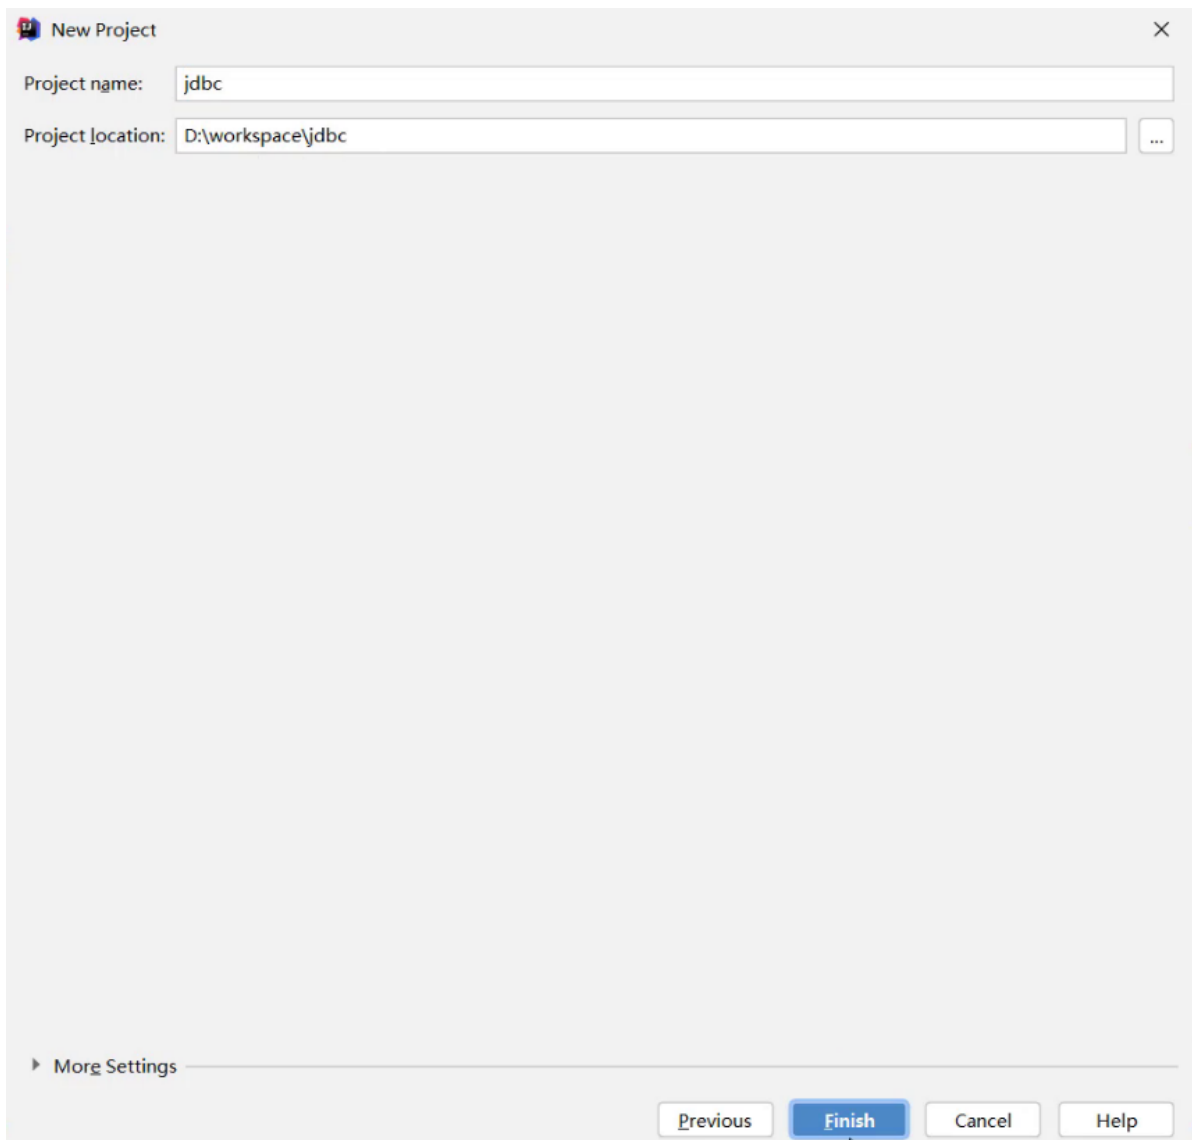 New Project
Project name: jdbc
Project location: D:\workspace\jdbc ...
More Settings
Previous Finish Cancel Help